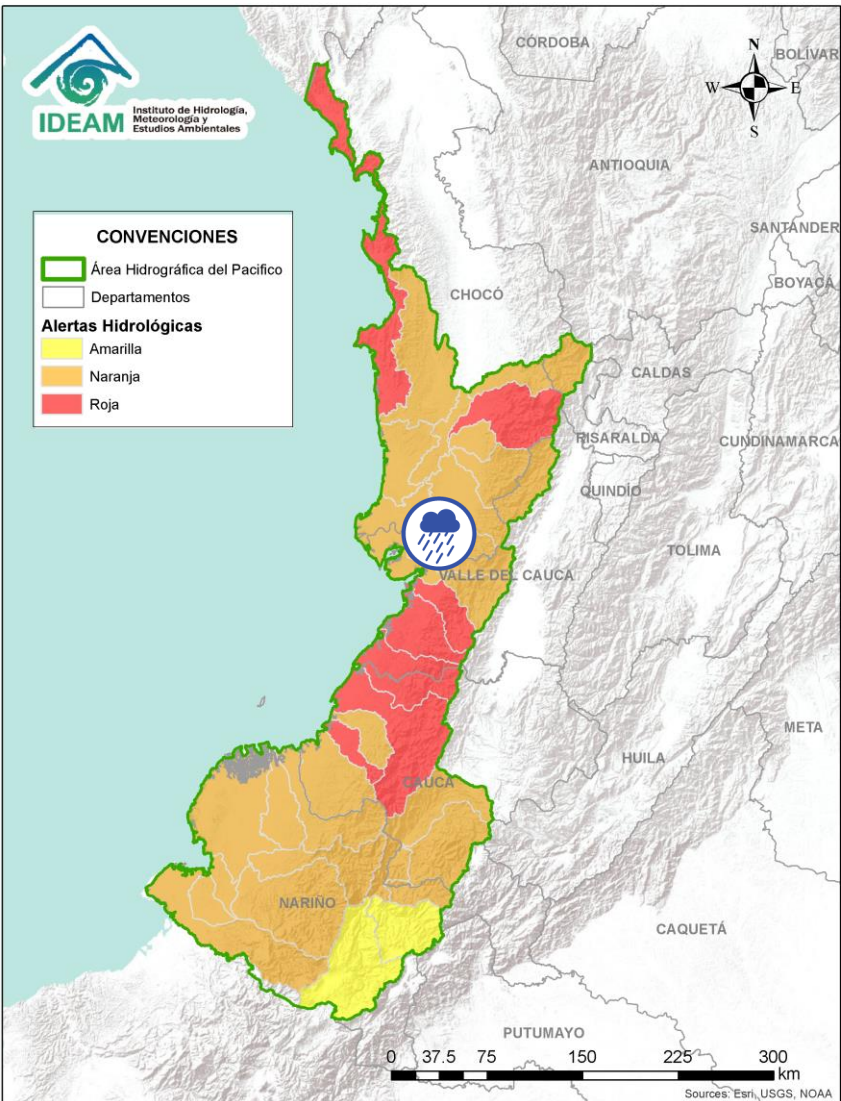 IDEAM
Instituto de Hidrología,
Meteorología y
Estudios Ambientales
N
W
E
S
CÓRDOBA
BOLIVAR
ANTIOQUIA
SANTANDER
BOYACÁ
CHOCÓ
CALDAS
RISARALDA
CUNDINAMARCA
QUINDÍO
TOLIMA
VALLE DEL CAUCA
META
HUILA
CAUCA
NARIÑO
CAQUETÁ
PUTUMAYO
CONVENCIONES
Área Hidrográfica del Pacifico
Departamentos
Alertas Hidrológicas
Amarilla
Naranja
Roja
0 37.5 75 150 225 300
km
Sources: Esri, USGS, NOAA